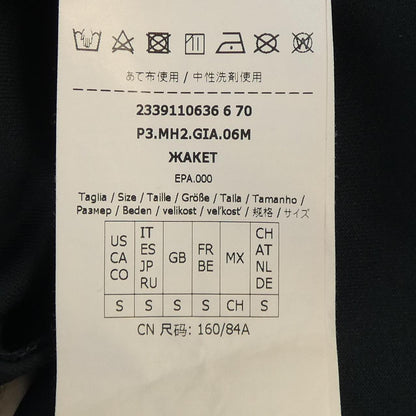 あて布使用 / 中性洗剤使用
2339110636 6 70
P3.MH2.GIA.06M
ЖАКЕТ
EPA.000
Taglia / Size / Taille / Größe / Talla / Tamanho /
Размер / Beden / velikost / veľkosť / 规格 / サイズ
US CA CO IT ES JP RU GB FR BE MX CH AT NL DE
S S S S CH S
CN 尺码: 160/84A